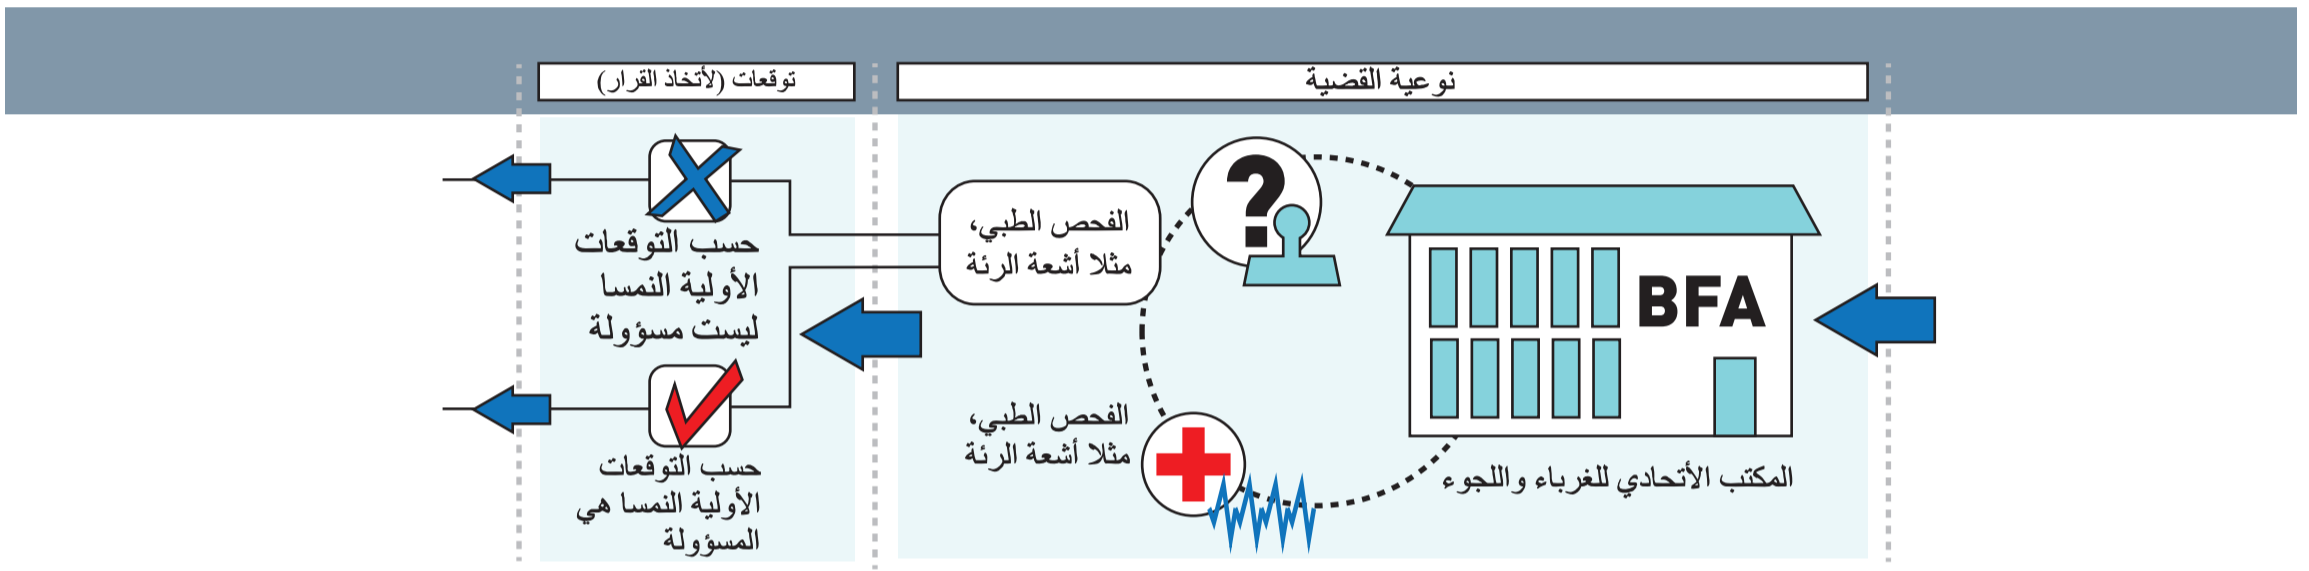 نوعية القضية
توقعات (لأتخاذ القرار)
BFA
المكتب الأتحادي للغرباء واللجوء
?
الفحص الطبي،
مثلا أشعة الرئة
الفحص الطبي،
مثلا أشعة الرئة
حسب التوقعات
الأولية النمسا
ليست مسؤولة
حسب التوقعات
الأولية النمسا هي
المسؤولة